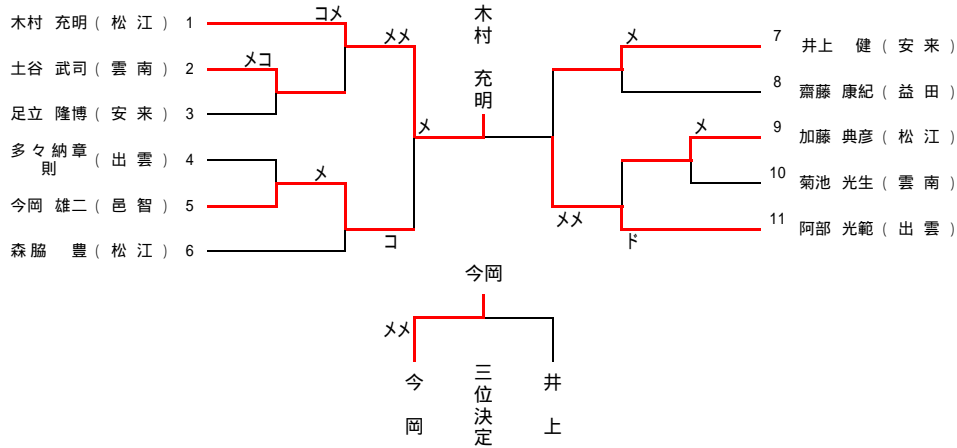 木村 充明 ( 松 江 ) 1
土谷 武司 ( 雲 南 ) 2
足立 隆博 ( 安 来 ) 3
多々納章則 ( 出 雲 ) 4
今岡 雄二 ( 邑 智 ) 5
森脇 豊 ( 松 江 ) 6
コメ
メコ
メメ
メ
メ
コ
木村 充明
メ
メ
メメ
ド
7 井上 健 ( 安 来 )
8 齋藤 康紀 ( 益 田 )
9 加藤 典彦 ( 松 江 )
10 菊池 光生 ( 雲 南 )
11 阿部 光範 ( 出 雲 )
今岡
メメ
今岡
三位決定
井上